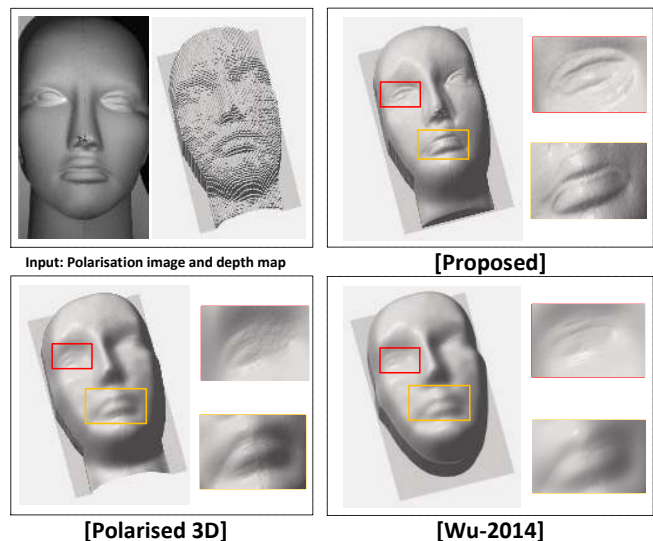 Input: Polarisation image and depth map
[Proposed]
[Polarised 3D]
[Wu-2014]